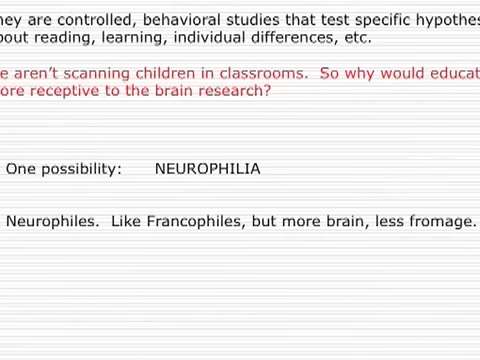 hey are controlled, behavioral studies that test specific hypothes
bout reading, learning, individual differences, etc.
e aren't scanning children in classrooms. So why would educat
ore receptive to the brain research?
One possibility: NEUROPHILIA
Neurophiles. Like Francophiles, but more brain, less fromage.